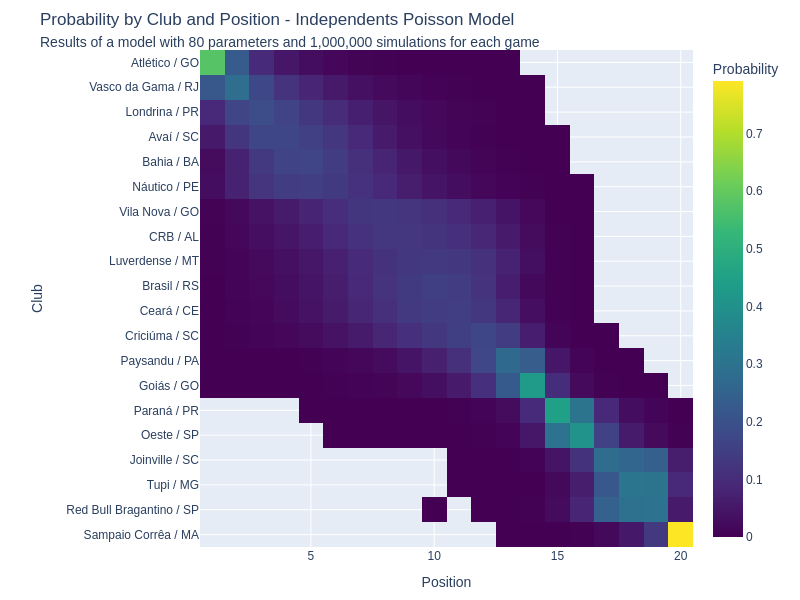 Probability by Club and Position - Independents Poisson Model
Results of a model with 80 parameters and 1,000,000 simulations for each game
Probability
Atlético / GO
Vasco da Gama / RJ
Londrina / PR
Avaí / SC
Bahia / BA
Náutico / PE
Vila Nova / GO
CRB / AL
Luverdense / MT
Brasil / RS
Ceará / CE
Criciúma / SC
Paysandu / PA
Goiás / GO
Paraná / PR
Oeste / SP
Joinville / SC
Tupi / MG
Red Bull Bragantino / SP
Sampaio Corrêa / MA
Club
5
10
15
20
Position
0.7
0.6
0.5
0.4
0.3
0.2
0.1
0